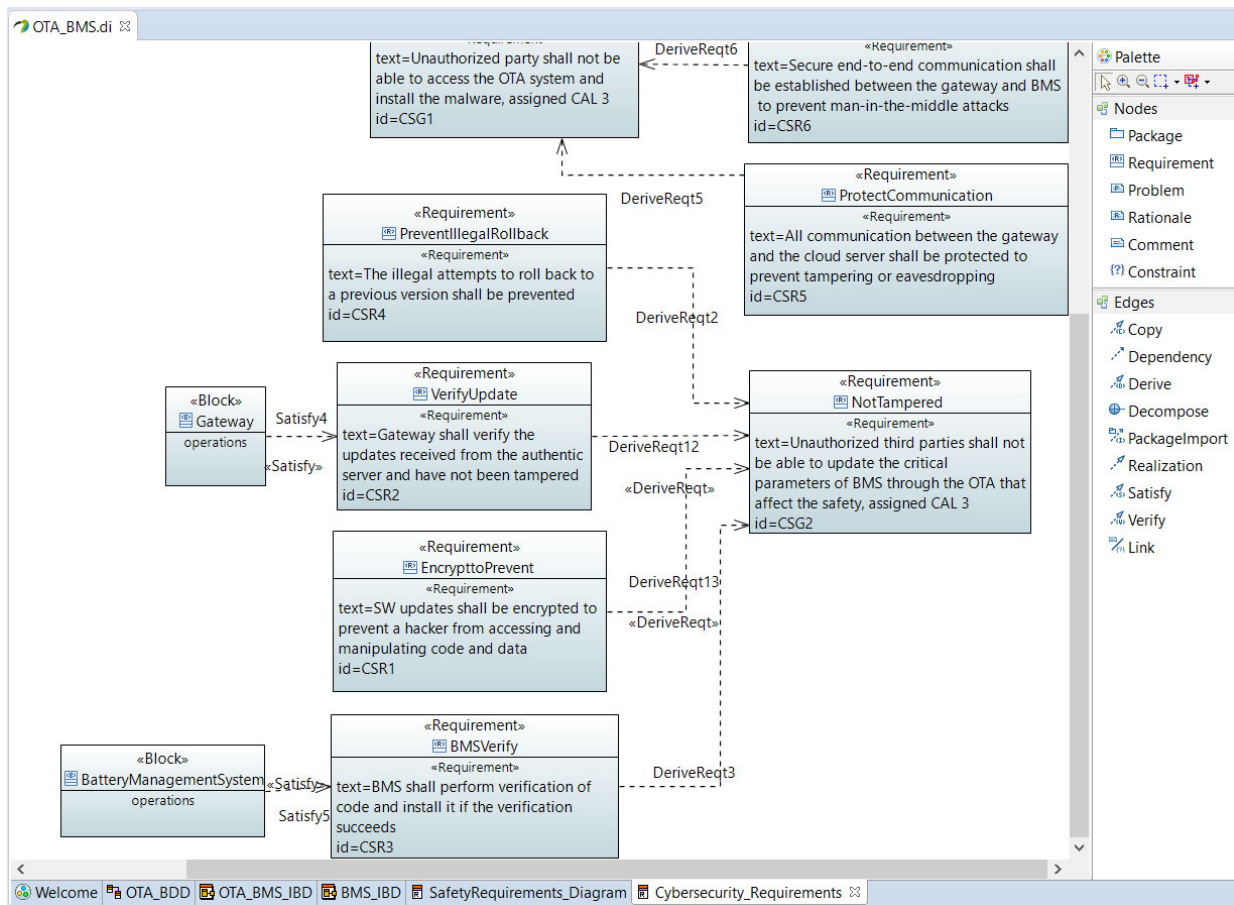 OTA_BMS.di
Requirement
text=Unauthorized party shall not be
able to access the OTA system and
install the malware, assigned CAL 3
id=CSG1
DeriveReqt6
«Requirement»
text=Secure end-to-end communication shall
be established between the gateway and BMS
to prevent man-in-the-middle attacks
id=CSR6
DeriveReqt5
«Requirement»
ProtectCommunication
«Requirement»
text=All communication between the gateway
and the cloud server shall be protected to
prevent tampering or eavesdropping
id=CSR5
«Requirement»
PreventIllegalRollback
«Requirement»
text=The illegal attempts to roll back to
a previous version shall be prevented
id=CSR4
DeriveReqt2
«Block»
Gateway
operations
Satisfy4
«Satisfy»
«Requirement»
VerifyUpdate
«Requirement»
text=Gateway shall verify the
updates received from the authentic
server and have not been tampered
id=CSR2
DeriveReqt12
«DeriveReqt»
«Requirement»
NotTampered
«Requirement»
text=Unauthorized third parties shall not
be able to update the critical
parameters of BMS through the OTA that
affect the safety, assigned CAL 3
id=CSG2
«Requirement»
EncrypttoPrevent
«Requirement»
text=SW updates shall be encrypted to
prevent a hacker from accessing and
manipulating code and data
id=CSR1
DeriveReqt13
«DeriveReqt»
«Block»
BatteryManagementSystem
operations
«Satisfy»
Satisfy5
«Requirement»
BMSVerify
«Requirement»
text=BMS shall perform verification of
code and install it if the verification
succeeds
id=CSR3
DeriveReqt3
Palette
Nodes
Package
Requirement
Problem
Rationale
Comment
Constraint
Edges
Copy
Dependency
Derive
Decompose
PackageImport
Realization
Satisfy
Verify
Link
Welcome
OTA_BDD
OTA_BMS_IBD
BMS_IBD
SafetyRequirements_Diagram
Cybersecurity_Requirements